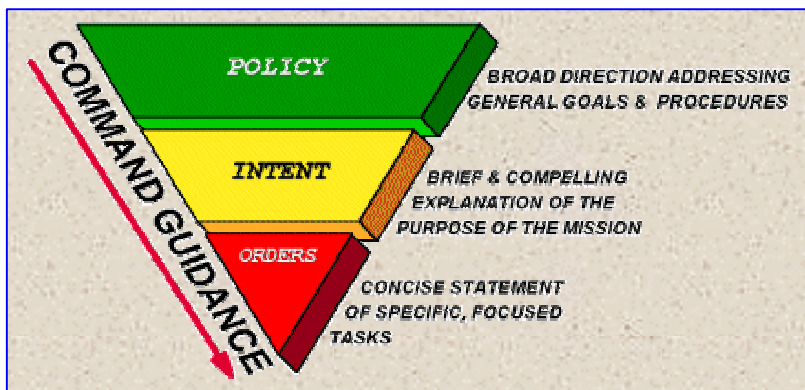 POLICY
BROAD DIRECTION ADDRESSING
GENERAL GOALS & PROCEDURES
COMMAND GUIDANCE
INTENT
BRIEF & COMPELLING
EXPLANATION OF THE
PURPOSE OF THE MISSION
ORDERS
CONCISE STATEMENT
OF SPECIFIC, FOCUSED
TASKS